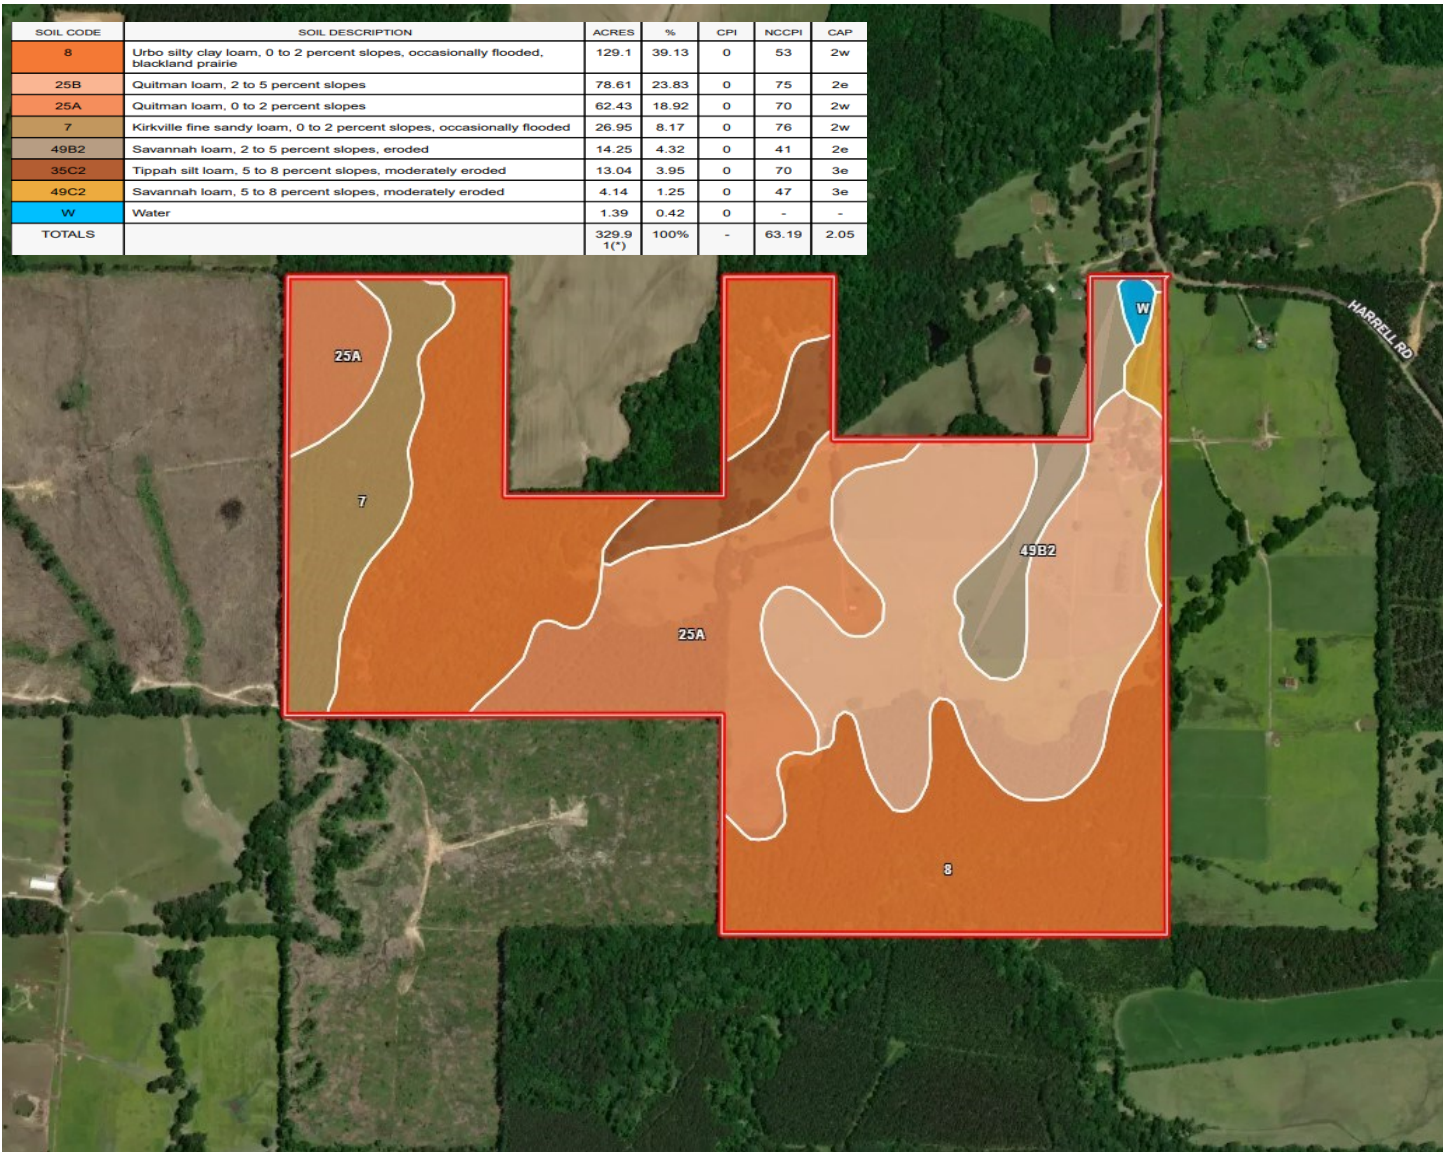 SOIL CODE SOIL DESCRIPTION ACRES % CPI NCCPI CAP
8 Urbo silty clay loam, 0 to 2 percent slopes, occasionally flooded, 129.1 39.13 0 53 2w
blackland prairie
25B Quitman loam, 2 to 5 percent slopes 78.61 23.83 0 75 2e
25A Quitman loam, 0 to 2 percent slopes 62.43 18.92 0 70 2w
7 Kirkville fine sandy loam, 0 to 2 percent slopes, occasionally flooded 26.95 8.17 0 76 2w
49B2 Savannah loam, 2 to 5 percent slopes, eroded 14.25 4.32 0 41 2e
35C2 Tippah silt loam, 5 to 8 percent slopes, moderately eroded 13.04 3.95 0 70 3e
49C2 Savannah loam, 5 to 8 percent slopes, moderately eroded 4.14 1.25 0 47 3e
W Water 1.39 0.42 0 - -
TOTALS 329.9 100% - 63.19 2.05
1(*)
W
HARRELL RD
25A
7
49B2
25A
8